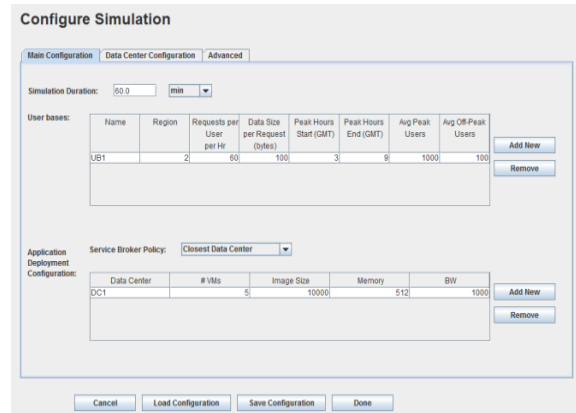 Configure Simulation
Main Configuration Data Center Configuration Advanced
Simulation Duration: 60.0 min
User bases:
Name Region Requests per User per Hr Data Size per Request (bytes) Peak Hours Start (GMT) Peak Hours End (GMT) Avg Peak Users Avg Off-Peak Users
UB1 2 60 100 3 9 1000 100
Add New
Remove
Application Deployment Configuration:
Service Broker Policy: Closest Data Center
Data Center # VMs Image Size Memory BW
DC1 5 10000 512 1000
Add New
Remove
Cancel Load Configuration Save Configuration Done